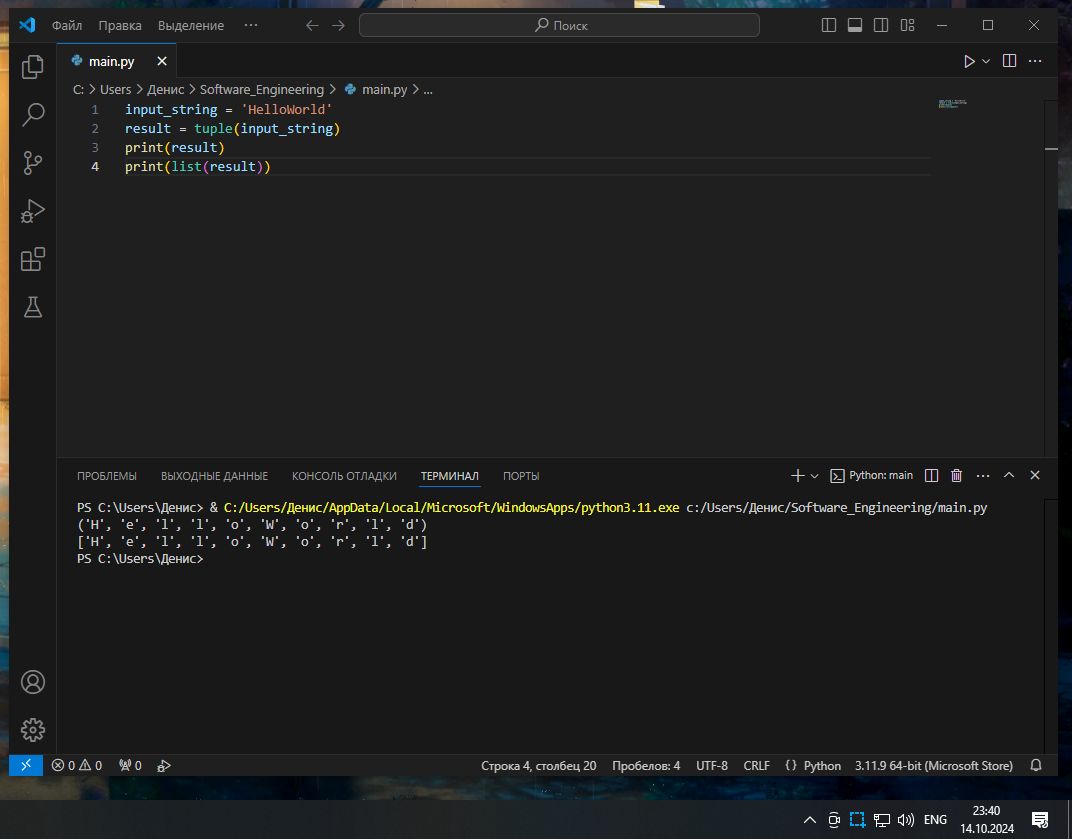 Файл Правка Выделение ··· Поиск
main.py
C: > Users > Денис > Software_Engineering > main.py > ...
1 input_string = 'HelloWorld'
2 result = tuple(input_string)
3 print(result)
4 print(list(result))
ПРОБЛЕМЫ ВЫХОДНЫЕ ДАННЫЕ КОНСОЛЬ ОТЛАДКИ ТЕРМИНАЛ ПОРТЫ Python: main
PS C:\Users\Денис> & C:/Users/Денис/AppData/Local/Microsoft/WindowsApps/python3.11.exe c:/Users/Денис/Software_Engineering/main.py
('H', 'e', 'l', 'l', 'o', 'W', 'o', 'r', 'l', 'd')
['H', 'e', 'l', 'l', 'o', 'W', 'o', 'r', 'l', 'd']
PS C:\Users\Денис>
0 0 0 Строка 4, столбец 20 Пробелов: 4 UTF-8 CRLF {} Python 3.11.9 64-bit (Microsoft Store)
ENG 23:40
14.10.2024